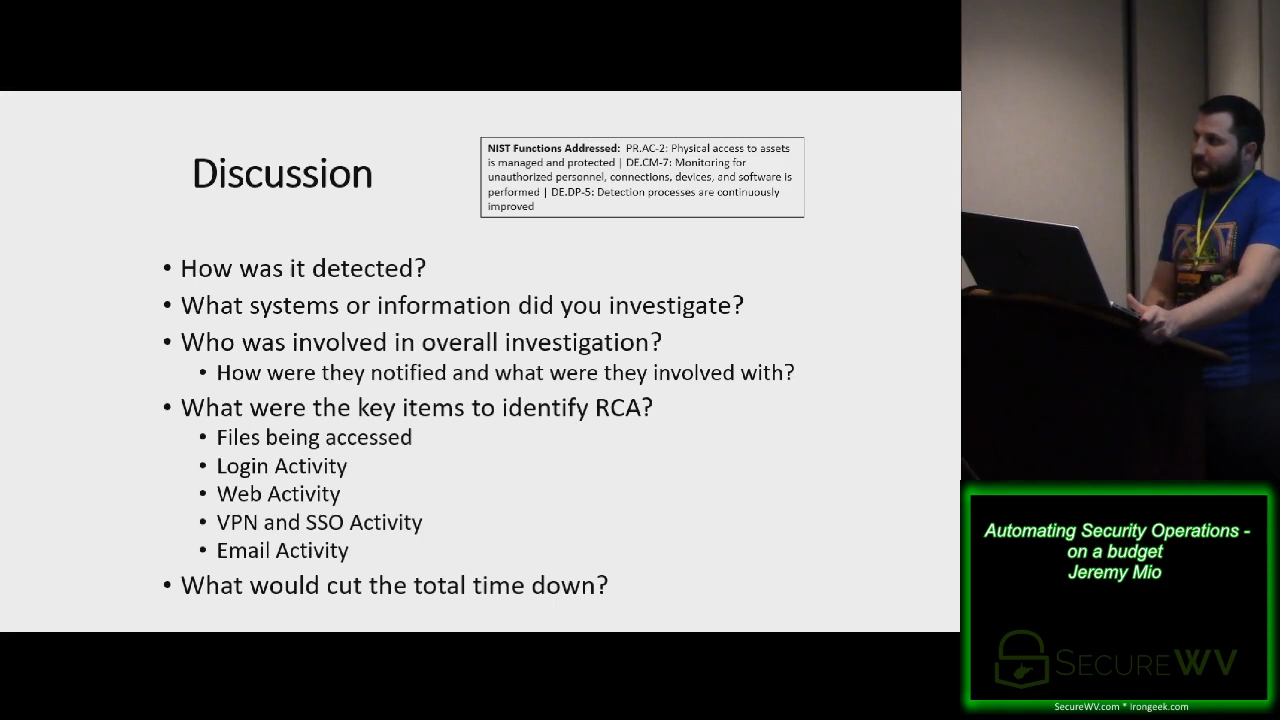 Discussion
NIST Functions Addressed: PR.AC-2: Physical access to assets
is managed and protected | DE.CM-7: Monitoring for
unauthorized personnel, connections, devices, and software is
performed | DE.DP-5: Detection processes are continuously
improved
• How was it detected?
• What systems or information did you investigate?
• Who was involved in overall investigation?
• How were they notified and what were they involved with?
• What were the key items to identify RCA?
• Files being accessed
• Login Activity
• Web Activity
• VPN and SSO Activity
• Email Activity
• What would cut the total time down?
Automating Security Operations -
on a budget
Jeremy Mio
SECUREWV
SecureWV.com * Irongeek.com